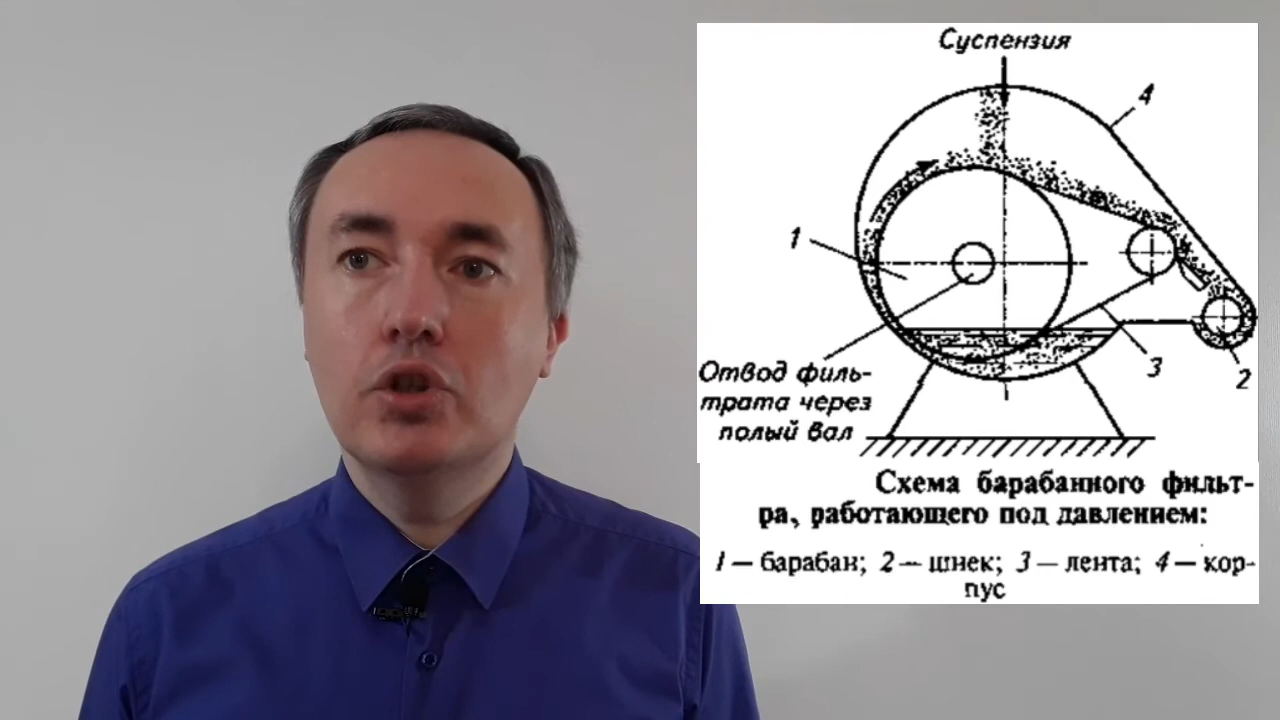 Суспензия
4
1
Отвод филь-
трата через
полый вал
3
2
Схема барабанного фильт-
ра, работающего под давлением:
1 — барабан; 2 — шнек; 3 — лента; 4 — кор-
пус